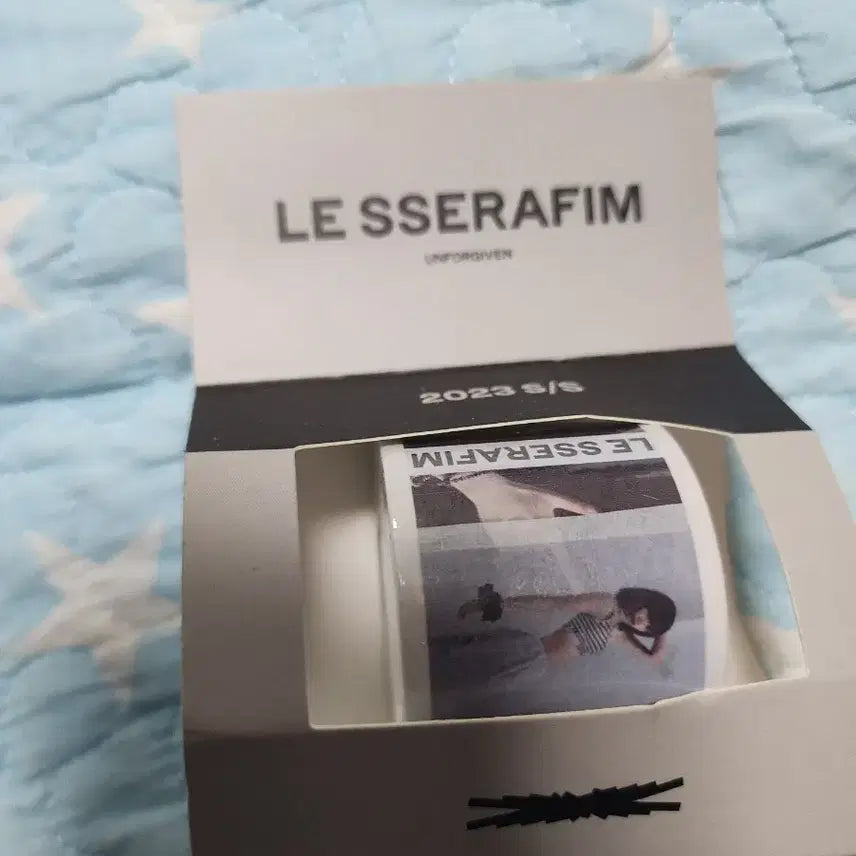 LE SSERAFIM
UNFORGIVEN
2023 S/S
LE SSERAFIM